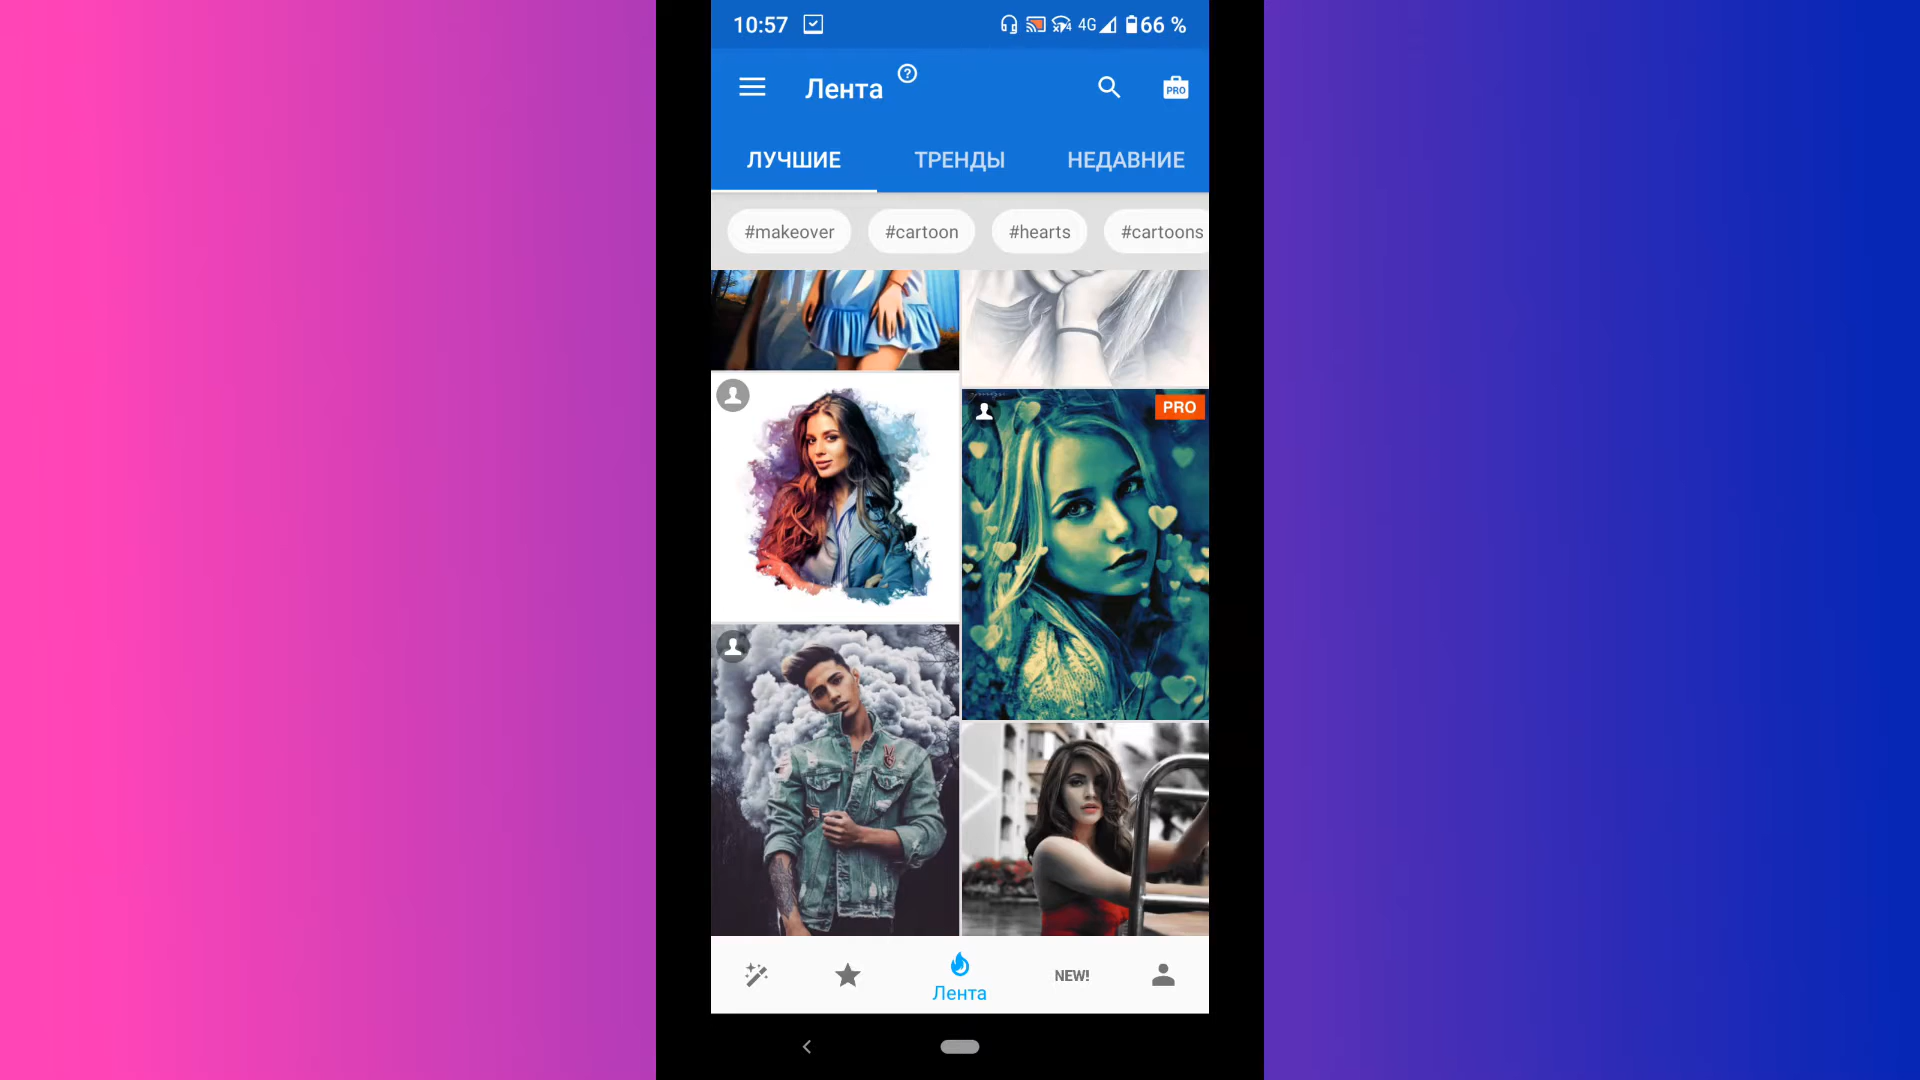 10:57 4G 66 %
Лента
PRO
ЛУЧШИЕ ТРЕНДЫ НЕДАВНИЕ
#makeover #cartoon #hearts #cartoons
PRO
NEW!
Лента